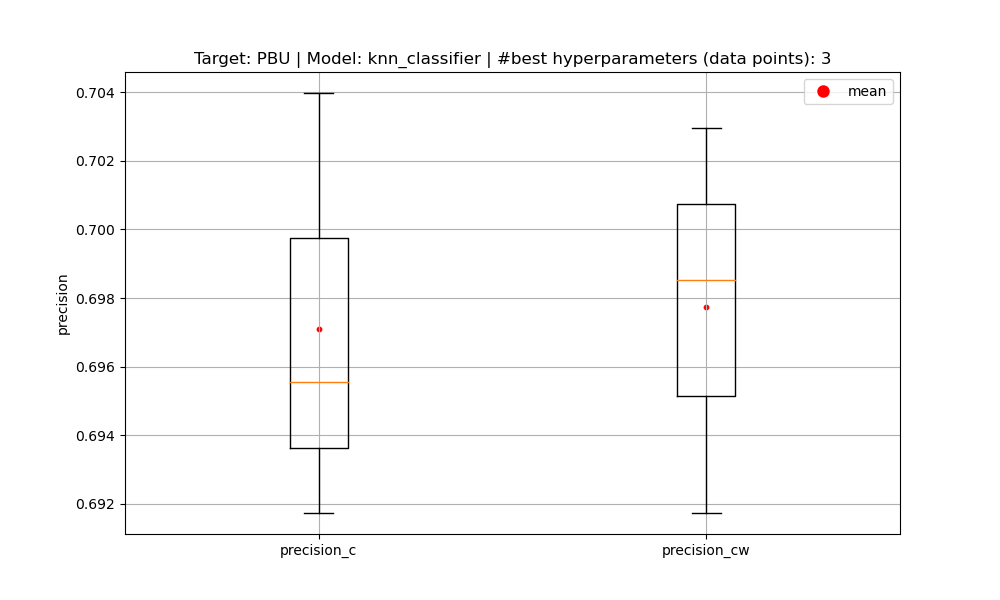 Target: PBU | Model: knn_classifier | #best hyperparameters (data points): 3
mean
0.704
0.702
0.700
0.698
0.696
0.694
0.692
precision
precision_c
precision_cw